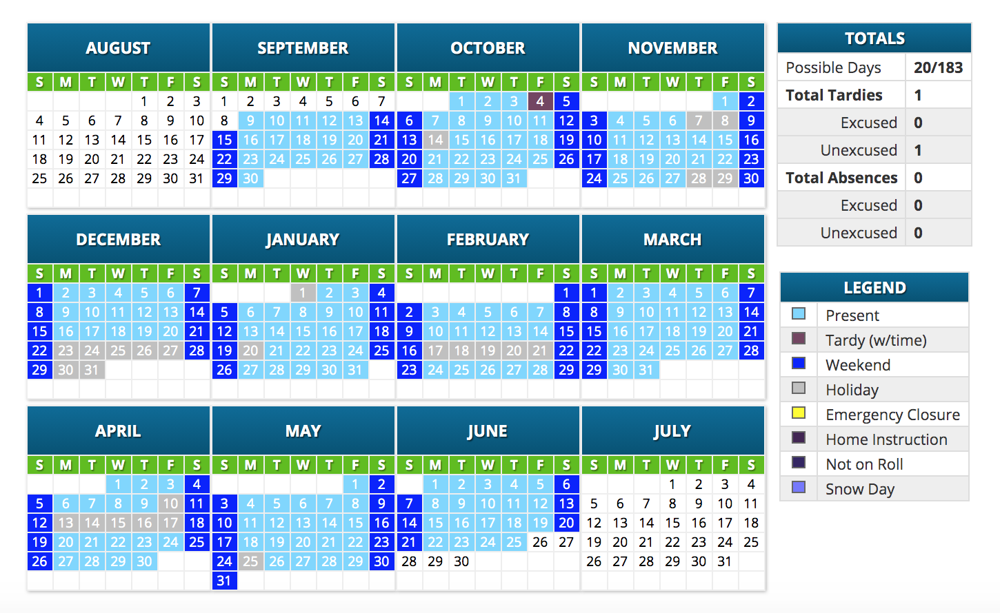 AUGUST
S M T W T F S
1 2 3
4 5 6 7 8 9 10
11 12 13 14 15 16 17
18 19 20 21 22 23 24
25 26 27 28 29 30 31
SEPTEMBER
S M T W T F S
1 2 3 4 5 6 7
8 9 10 11 12 13 14
15 16 17 18 19 20 21
22 23 24 25 26 27 28
29 30
OCTOBER
S M T W T F S
1 2 3 4 5
6 7 8 9 10 11 12
13 14 15 16 17 18 19
20 21 22 23 24 25 26
27 28 29 30 31
NOVEMBER
S M T W T F S
1 2
3 4 5 6 7 8 9
10 11 12 13 14 15 16
17 18 19 20 21 22 23
24 25 26 27 28 29 30
DECEMBER
S M T W T F S
1 2 3 4 5 6 7
8 9 10 11 12 13 14
15 16 17 18 19 20 21
22 23 24 25 26 27 28
29 30 31
JANUARY
S M T W T F S
1 2 3 4
5 6 7 8 9 10 11
12 13 14 15 16 17 18
19 20 21 22 23 24 25
26 27 28 29 30 31
FEBRUARY
S M T W T F S
1
2 3 4 5 6 7 8
9 10 11 12 13 14 15
16 17 18 19 20 21 22
23 24 25 26 27 28 29
MARCH
S M T W T F S
1 2 3 4 5 6 7
8 9 10 11 12 13 14
15 16 17 18 19 20 21
22 23 24 25 26 27 28
29 30 31
APRIL
S M T W T F S
1 2 3 4
5 6 7 8 9 10 11
12 13 14 15 16 17 18
19 20 21 22 23 24 25
26 27 28 29 30
MAY
S M T W T F S
1 2
3 4 5 6 7 8 9
10 11 12 13 14 15 16
17 18 19 20 21 22 23
24 25 26 27 28 29 30
31
JUNE
S M T W T F S
1 2 3 4 5 6
7 8 9 10 11 12 13
14 15 16 17 18 19 20
21 22 23 24 25 26 27
28 29 30
JULY
S M T W T F S
1 2 3 4
5 6 7 8 9 10 11
12 13 14 15 16 17 18
19 20 21 22 23 24 25
26 27 28 29 30 31
TOTALS
Possible Days 20/183
Total Tardies 1
Excused 0
Unexcused 1
Total Absences 0
Excused 0
Unexcused 0
LEGEND
Present
Tardy (w/time)
Weekend
Holiday
Emergency Closure
Home Instruction
Not on Roll
Snow Day